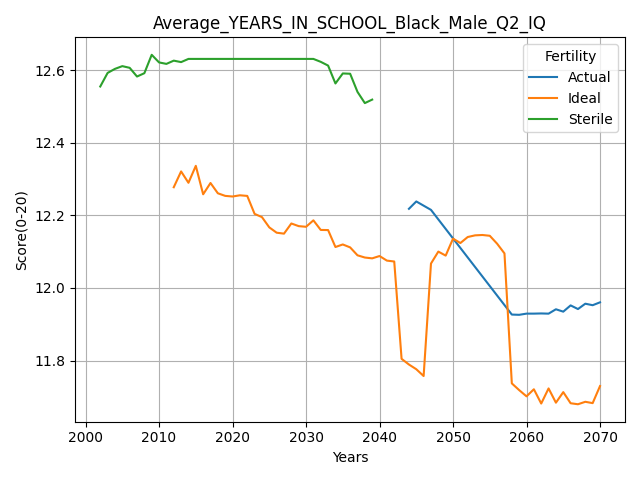 Average_YEARS_IN_SCHOOL_Black_Male_Q2_IQ
Fertility
Actual
Ideal
Sterile
Score(0-20)
12.6
12.4
12.2
12.0
11.8
2000
2010
2020
2030
2040
2050
2060
2070
Years